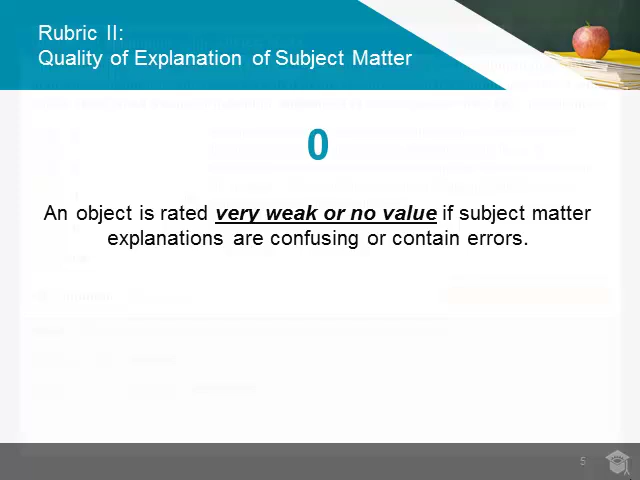 Rubric II:
Quality of Explanation of Subject Matter
0
An object is rated very weak or no value if subject matter
explanations are confusing or contain errors.
5